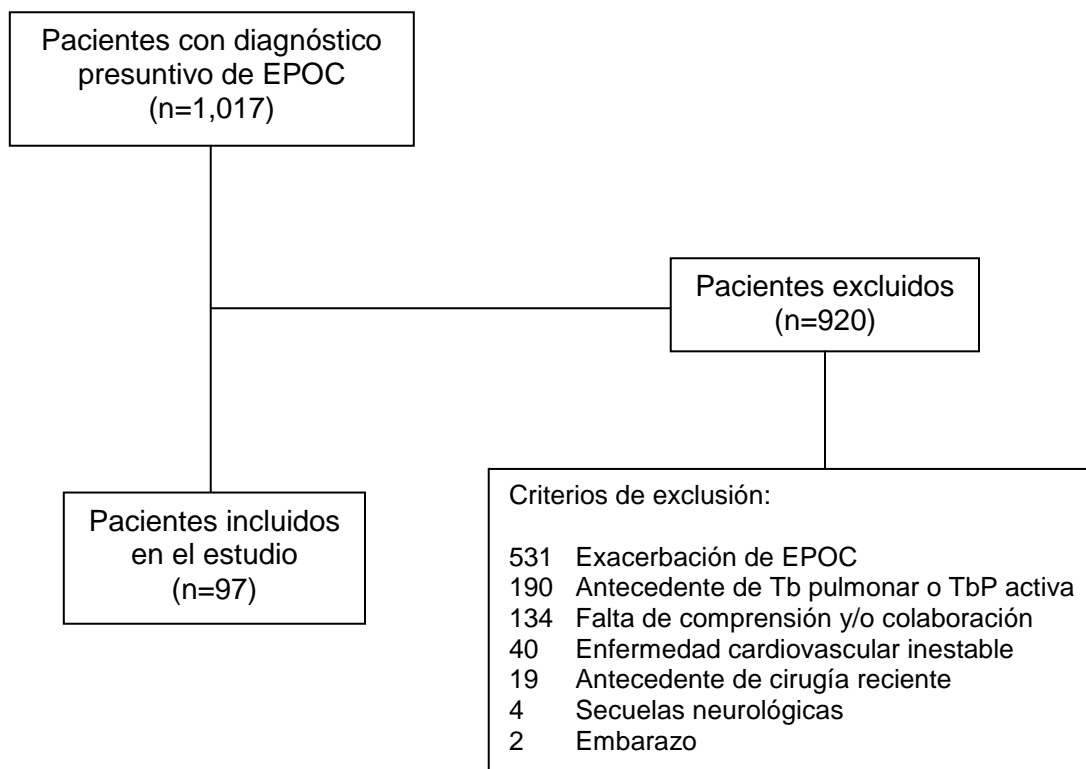 Pacientes con diagnóstico
presuntivo de EPOC
(n=1,017)
Pacientes excluidos
(n=920)
Pacientes incluidos
en el estudio
(n=97)
Criterios de exclusión:
531 Exacerbación de EPOC
190 Antecedente de Tb pulmonar o TbP activa
134 Falta de comprensión y/o colaboración
40 Enfermedad cardiovascular inestable
19 Antecedente de cirugía reciente
4 Secuelas neurológicas
2 Embarazo